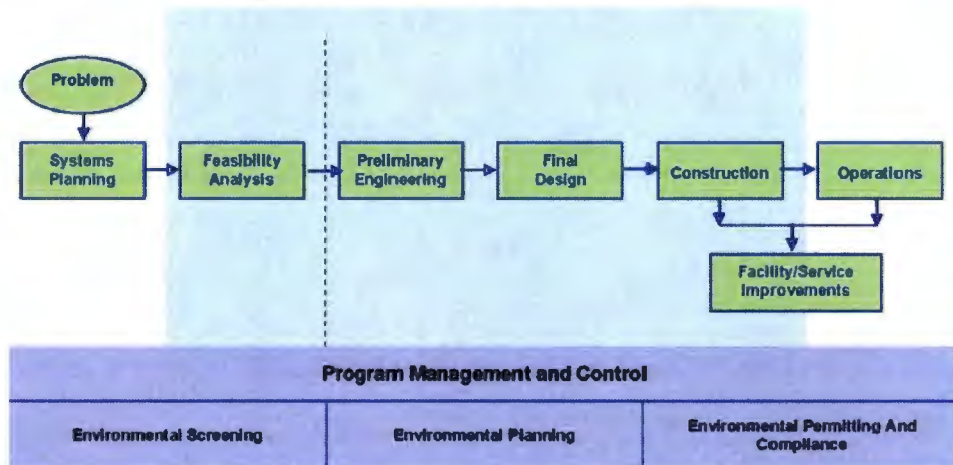 Problem
Systems
Planning
Feasibility
Analysis
Preliminary
Engineering
Final
Design
Construction
Operations
Facility/Service
Improvements
Program Management and Control
Environmental Screening
Environmental Planning
Environmental Permitting And
Compliance